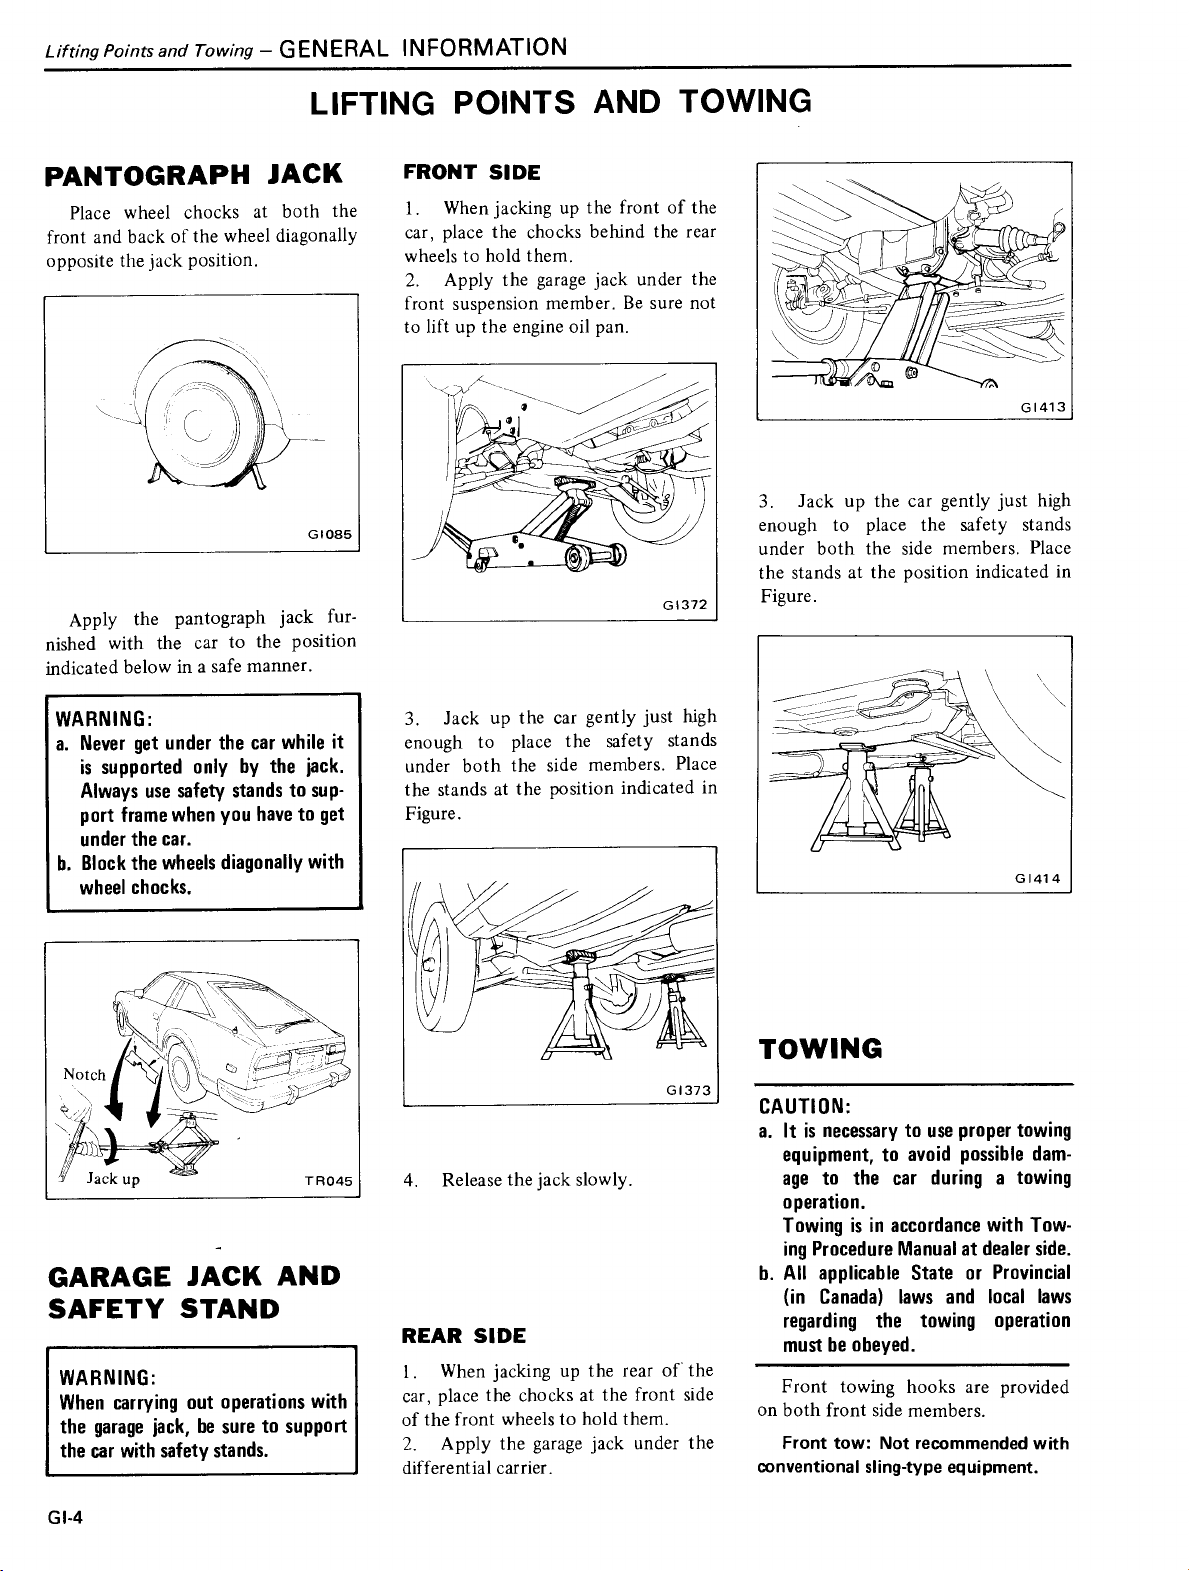 Lifting Points and Towing – GENERAL INFORMATION
LIFTING POINTS AND TOWING
PANTOGRAPH JACK
Place wheel chocks at both the
front and back of the wheel diagonally
opposite the jack position.
GI085
Apply the pantograph jack fur-
nished with the car to the position
indicated below in a safe manner.
WARNING:
a. Never get under the car while it
is supported only by the jack.
Always use safety stands to sup-
port frame when you have to get
under the car.
b. Block the wheels diagonally with
wheel chocks.
Notch
Jack up
TR045
GARAGE JACK AND
SAFETY STAND
WARNING:
When carrying out operations with
the garage jack, be sure to support
the car with safety stands.
FRONT SIDE
1. When jacking up the front of the
car, place the chocks behind the rear
wheels to hold them.
2. Apply the garage jack under the
front suspension member. Be sure not
to lift up the engine oil pan.
GI372
3. Jack up the car gently just high
enough to place the safety stands
under both the side members. Place
the stands at the position indicated in
Figure.
GI373
4. Release the jack slowly.
REAR SIDE
1. When jacking up the rear of the
car, place the chocks at the front side
of the front wheels to hold them.
2. Apply the garage jack under the
differential carrier.
GI413
3. Jack up the car gently just high
enough to place the safety stands
under both the side members. Place
the stands at the position indicated in
Figure.
GI414
TOWING
CAUTION:
a. It is necessary to use proper towing
equipment, to avoid possible dam-
age to the car during a towing
operation.
Towing is in accordance with Tow-
ing Procedure Manual at dealer side.
b. All applicable State or Provincial
(in Canada) laws and local laws
regarding the towing operation
must be obeyed.
Front towing hooks are provided
on both front side members.
Front tow: Not recommended with
conventional sling-type equipment.
GI-4